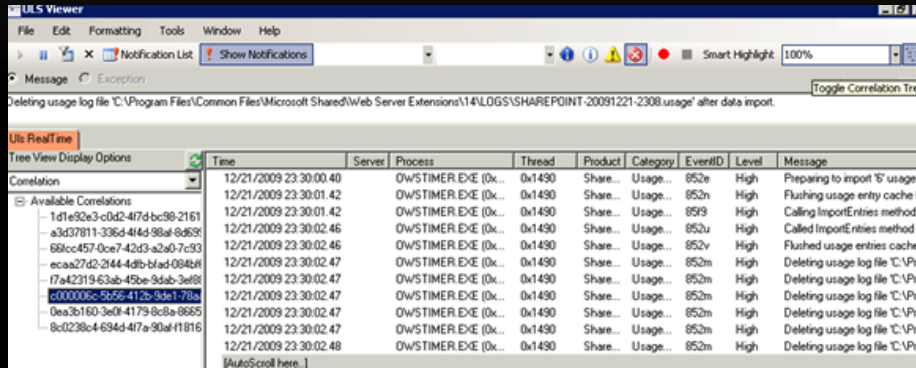 ULS Viewer
File Edit Formatting Tools Window Help
Notification List Show Notifications Smart Highlight 100%
Message Exception
Toggle Correlation Tre
Deleting usage log file 'C:\Program Files\Common Files\Microsoft Shared\Web Server Extensions\14\LOGS\SHAREPOINT-20091221-2308.usage' after data import.
Uls RealTime
Tree View Display Options
Correlation
Available Correlations
1d1e92e3-c0d2-4f7d-bc98-2161
a3d37811-336d-4f4d-98af-8d69
66fcc457-0ce7-42d3-a2a0-7c93
ecaa27d2-2f44-4dfb-bfad-084bf
f7a42319-63ab-45be-9dab-3ef8
c000006c-5b56-412b-9de1-78a
0ea3b160-3e0f-4179-8c8a-8665
8c0238c4-694d-4f7a-90af-f1816
Time Server Process Thread Product Category EventID Level Message
12/21/2009 23:30:00.40 OWSTIMER.EXE (0x... 0x1490 Share... Usage... 852e High Preparing to import '6' usage
12/21/2009 23:30:01.42 OWSTIMER.EXE (0x... 0x1490 Share... Usage... 852n High Flushing usage entry cache
12/21/2009 23:30:01.42 OWSTIMER.EXE (0x... 0x1490 Share... Usage... 85f9 High Calling ImportEntries method
12/21/2009 23:30:02.46 OWSTIMER.EXE (0x... 0x1490 Share... Usage... 852u High Called ImportEntries method
12/21/2009 23:30:02.46 OWSTIMER.EXE (0x... 0x1490 Share... Usage... 852v High Flushed usage entries cache
12/21/2009 23:30:02.47 OWSTIMER.EXE (0x... 0x1490 Share... Usage... 852m High Deleting usage log file 'C:\Pr
12/21/2009 23:30:02.47 OWSTIMER.EXE (0x... 0x1490 Share... Usage... 852m High Deleting usage log file 'C:\Pr
12/21/2009 23:30:02.47 OWSTIMER.EXE (0x... 0x1490 Share... Usage... 852m High Deleting usage log file 'C:\Pr
12/21/2009 23:30:02.47 OWSTIMER.EXE (0x... 0x1490 Share... Usage... 852m High Deleting usage log file 'C:\Pr
12/21/2009 23:30:02.47 OWSTIMER.EXE (0x... 0x1490 Share... Usage... 852m High Deleting usage log file 'C:\Pr
12/21/2009 23:30:02.48 OWSTIMER.EXE (0x... 0x1490 Share... Usage... 852m High Deleting usage log file 'C:\Pr
[AutoScroll here..]